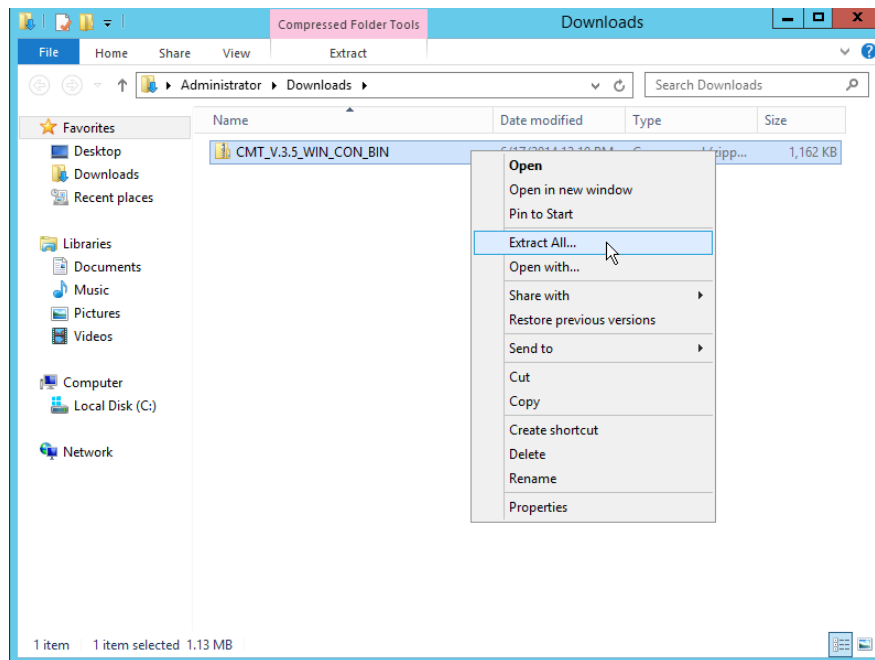 Compressed Folder Tools
Downloads
File Home Share View Extract
Administrator Downloads
Search Downloads
Name Date modified Type Size
CMT_V.3.5_WIN_CON_BIN 1,162 KB
Favorites
Desktop
Downloads
Recent places
Libraries
Documents
Music
Pictures
Videos
Computer
Local Disk (C:)
Network
Open
Open in new window
Pin to Start
Extract All...
Open with...
Share with
Restore previous versions
Send to
Cut
Copy
Create shortcut
Delete
Rename
Properties
1 item 1 item selected 1.13 MB